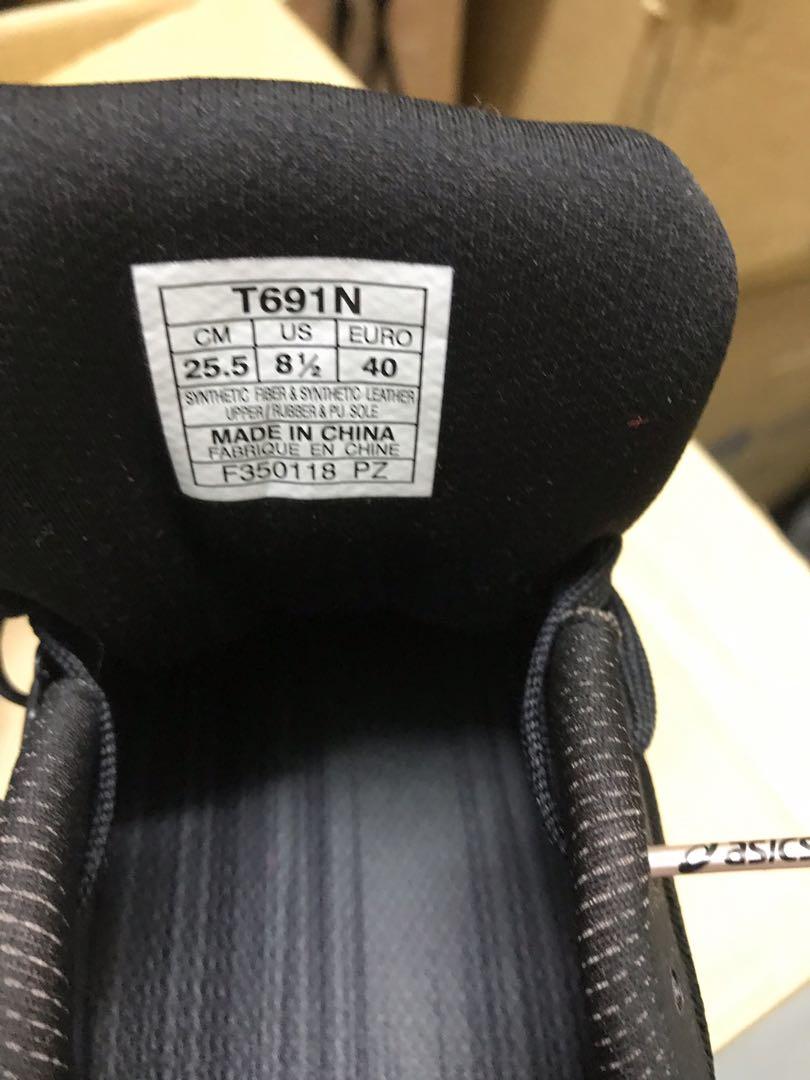 T691N
CM US EURO
25.5 8½ 40
SYNTHETIC FIBER & SYNTHETIC LEATHER
UPPER / RUBBER & PU SOLE
MADE IN CHINA
FABRIQUE EN CHINE
F350118 PZ
asics